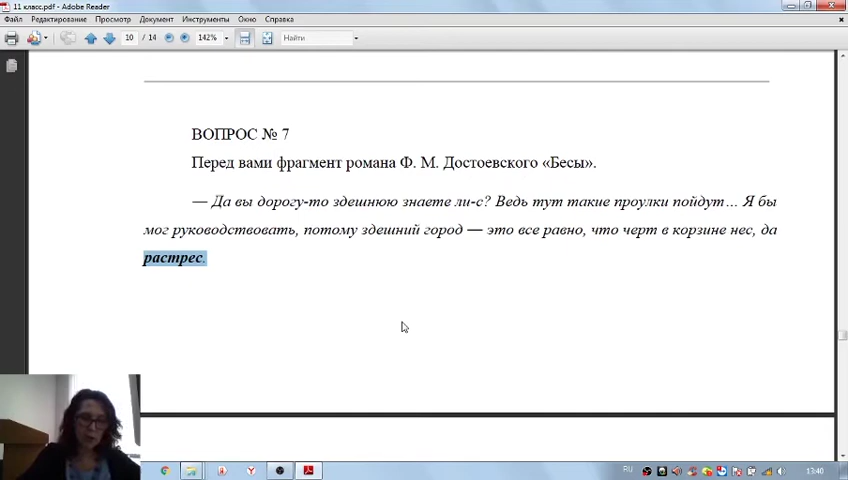 11 класс.pdf - Adobe Reader
Файл Редактирование Просмотр Документ Инструменты Окно Справка
10 / 14 142% Найти
ВОПРОС № 7
Перед вами фрагмент романа Ф. М. Достоевского «Бесы».
— Да вы дорогу-то здешнюю знаете ли-с? Ведь тут такие проулки пойдут… Я бы
мог руководствовать, потому здешний город — это все равно, что черт в корзине нес, да
растрес.
RU 13:40